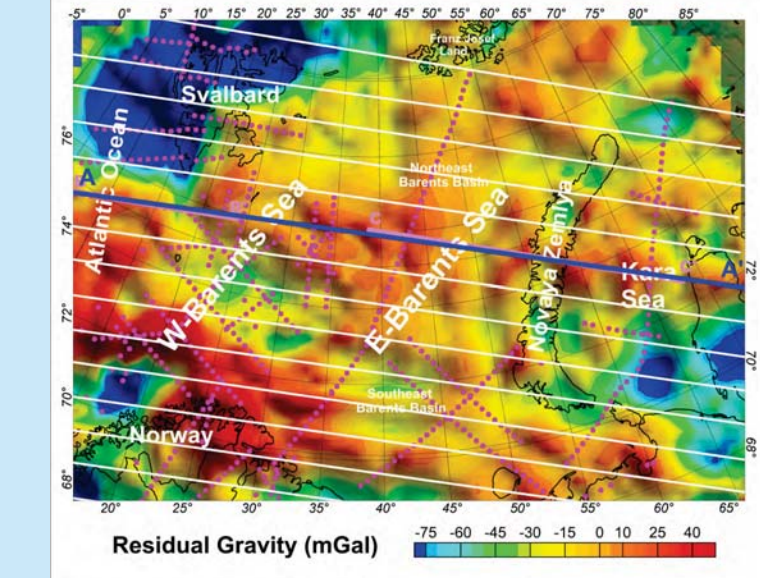 -5° 0° 5° 10° 15° 20° 25° 30° 35° 40° 50° 55° 60° 65° 70° 75° 80° 85°
Franz Josef
Land
Svalbard
76°
Atlantic Ocean
A
Northeast
Barents Basin
74°
W-Barents Sea
C
E-Barents Sea
Novaya Zemlya
Kara
Sea
A'
72°
72°
70°
70°
Southeast
Barents Basin
Norway
68°
68°
20° 25° 30° 35° 40° 45° 50° 55° 60° 65°
Residual Gravity (mGal)
-75 -60 -45 -30 -15 0 10 25 40